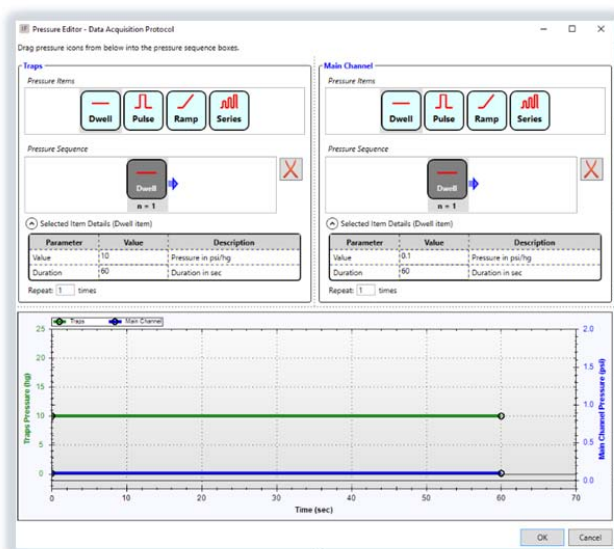 Pressure Editor - Data Acquisition Protocol
Drag pressure icons from below into the pressure sequence boxes.
Traps
Pressure Items
Dwell Pulse Ramp Series
Pressure Sequence
Dwell
n = 1
Selected Item Details (Dwell item)
Parameter Value Description
Value 10 Pressure in psi/hg
Duration 60 Duration in sec
Repeat: 1 times
Main Channel
Pressure Items
Dwell Pulse Ramp Series
Pressure Sequence
Dwell
n = 1
Selected Item Details (Dwell item)
Parameter Value Description
Value 0.1 Pressure in psi/hg
Duration 60 Duration in sec
Repeat: 1 times
Traps Main Channel
Traps Pressure (hg)
25
20
15
10
5
0
2.0
1.5
1.0
0.5
0.0
Main Channel Pressure (psi)
0 10 20 30 40 50 60 70
Time (sec)
OK Cancel